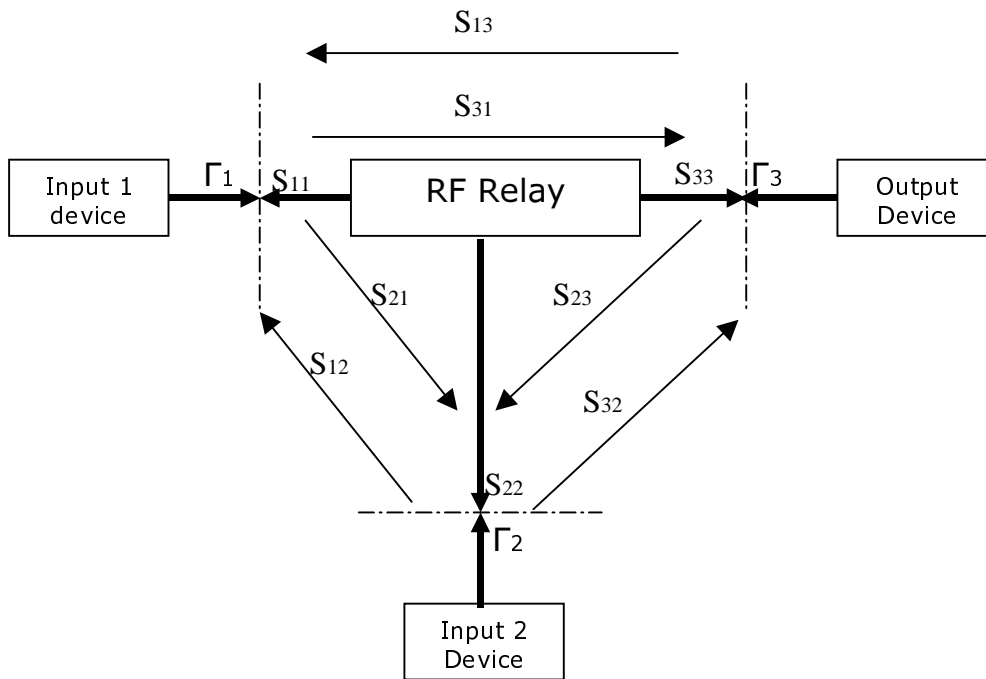 S13
S31
Input 1
device
Γ1
S11
RF Relay
S33
Γ3
Output
Device
S21
S23
S12
S32
S22
Γ2
Input 2
Device